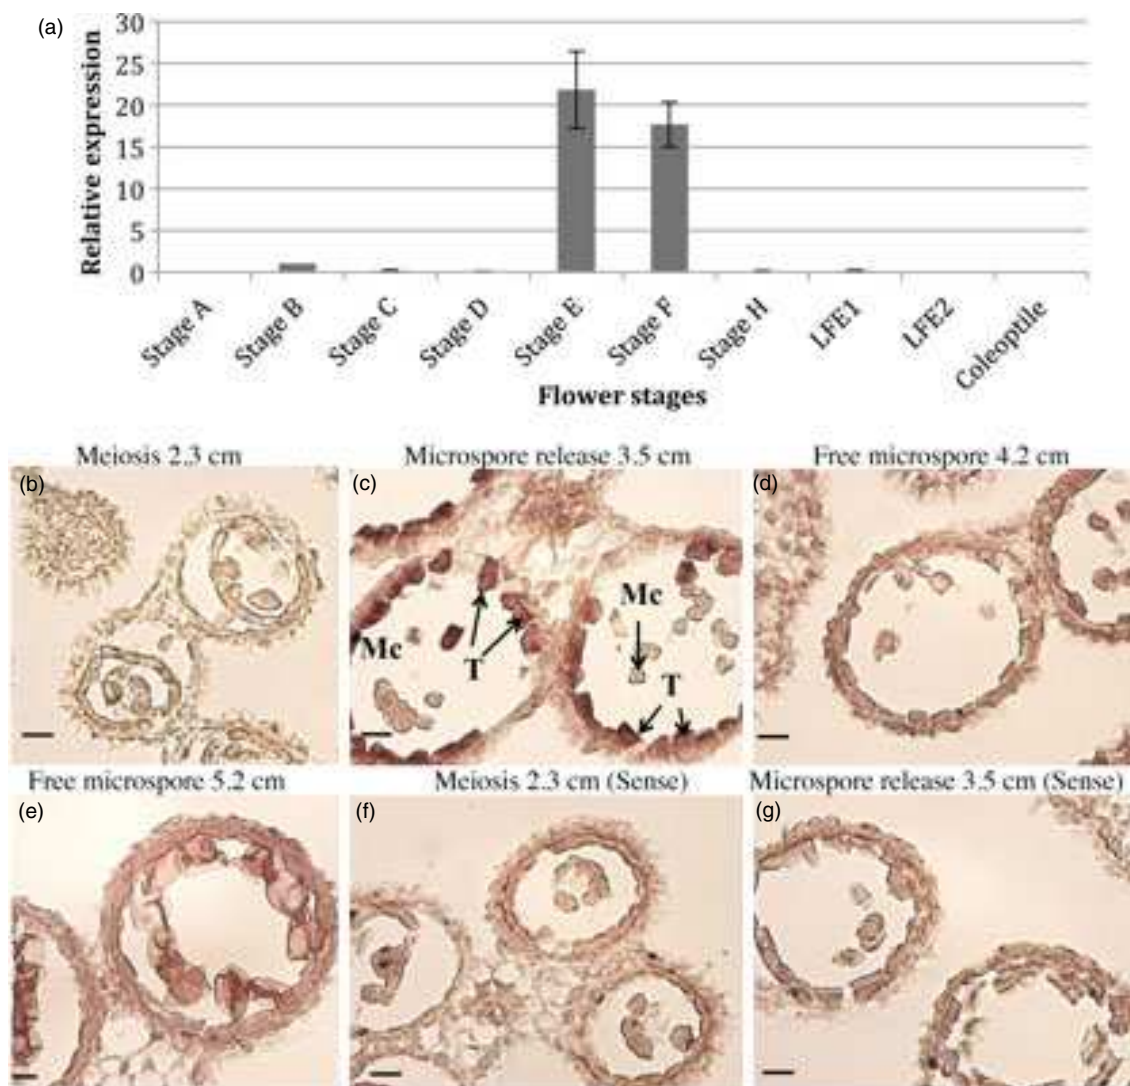 (a)
30
25
20
15
10
5
0
Relative expression
Stage A
Stage B
Stage C
Stage D
Stage E
Stage F
Stage H
LFE1
LFE2
Coleoptile
Flower stages
Meiosis 2.3 cm
(b)
Microspore release 3.5 cm
(c)
Mc
T
Mc
T
Free microspore 4.2 cm
(d)
Free microspore 5.2 cm
(e)
Meiosis 2.3 cm (Sense)
(f)
Microspore release 3.5 cm (Sense)
(g)